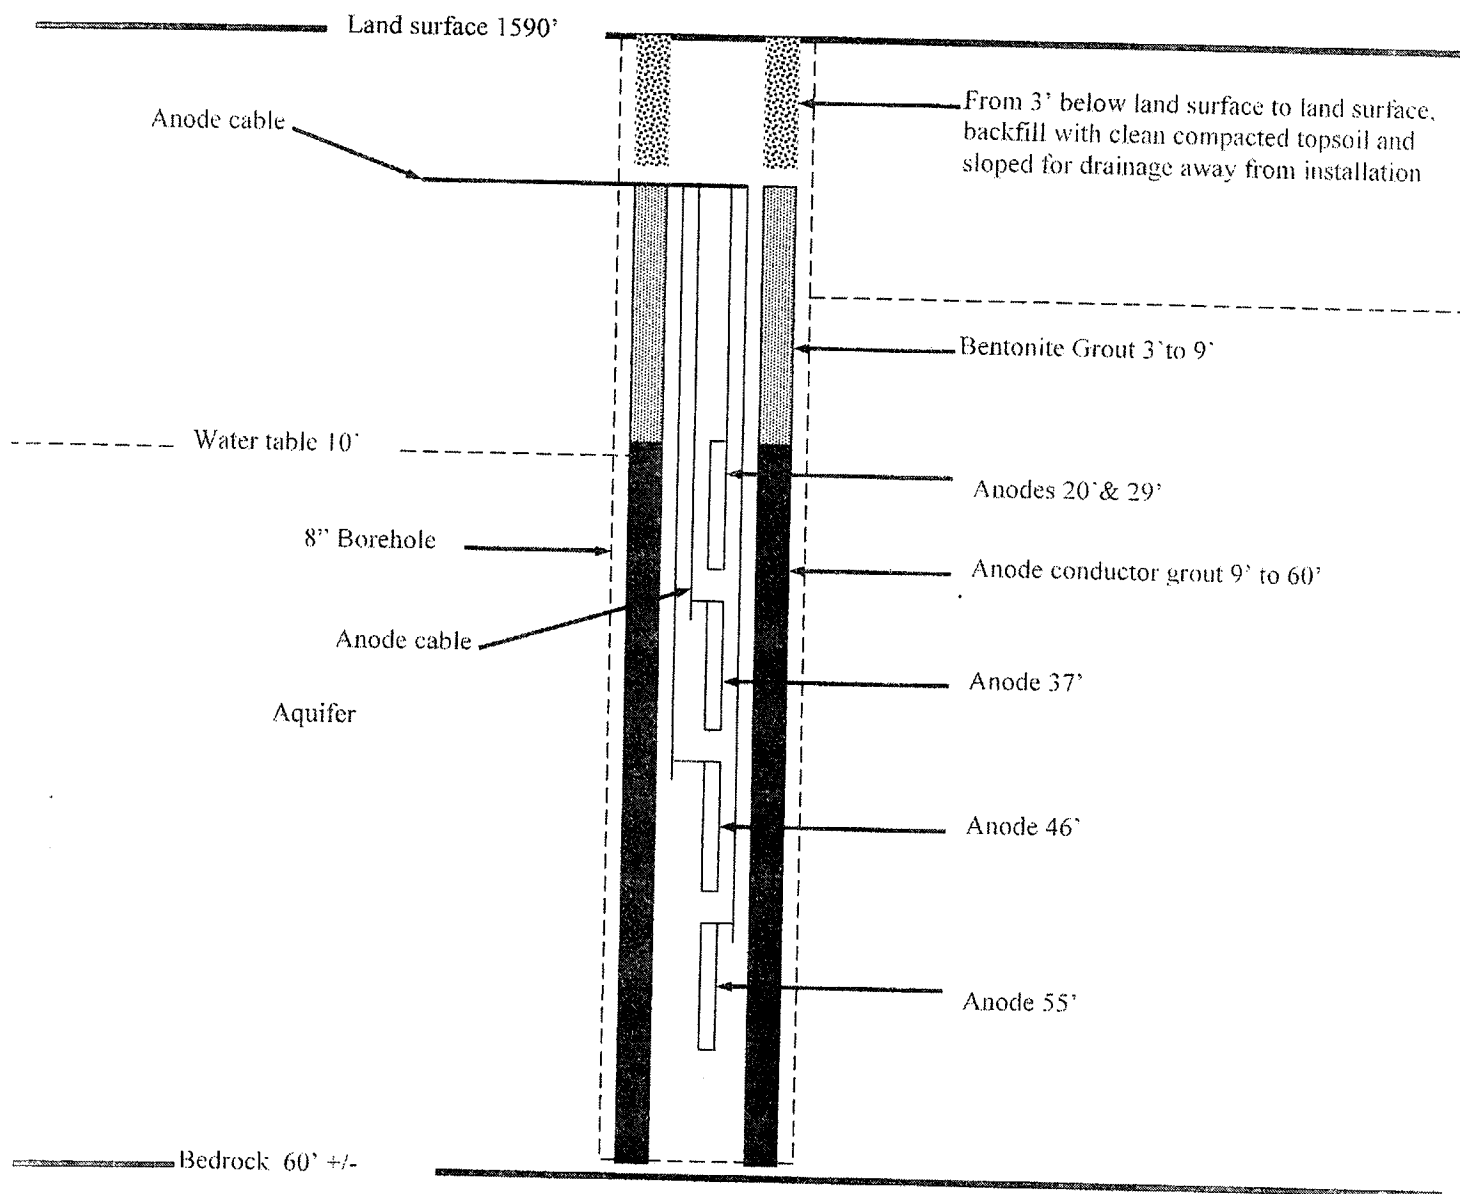 Land surface 1590'
From 3' below land surface to land surface,
backfill with clean compacted topsoil and
sloped for drainage away from installation
Anode cable
Bentonite Grout 3`to 9`
Water table 10`
Anodes 20`& 29'
8” Borehole
Anode conductor grout 9' to 60'
Anode cable
Anode 37'
Aquifer
Anode 46`
Anode 55'
Bedrock 60' +/-